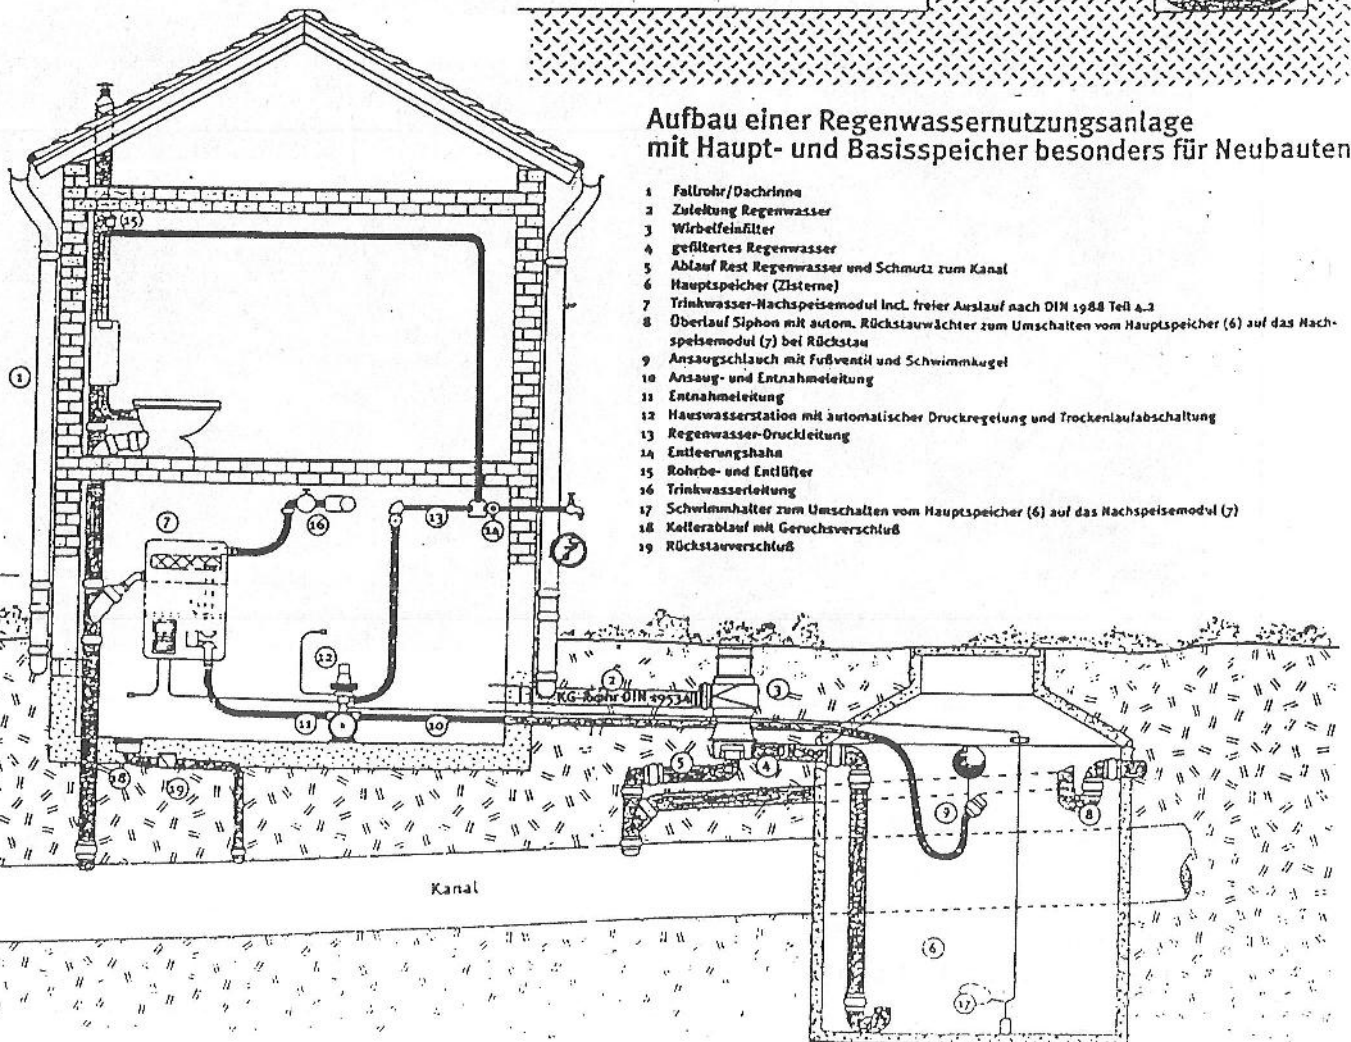 Aufbau einer Regenwassernutzungsanlage
mit Haupt- und Basisspeicher besonders für Neubauten
1 Fallrohr/Dachrinne
2 Zuleitung Regenwasser
3 Wirbelfeinfilter
4 gefiltertes Regenwasser
5 Ablauf Rest Regenwasser und Schmutz zum Kanal
6 Hauptspeicher (Zisterne)
7 Trinkwasser-Nachspeisemodul incl. freier Auslauf nach DIN 1988 Teil 4.2
8 Überlauf Siphon mit autom. Rückstauwächter zum Umschalten vom Hauptspeicher (6) auf das Nach-
speisemodul (7) bei Rückstau
9 Ansaugschlauch mit Fußventil und Schwimmkugel
10 Ansaug- und Entnahmeleitung
11 Entnahmeleitung
12 Hauswasserstation mit automatischer Druckregelung und Trockenlaufabschaltung
13 Regenwasser-Druckleitung
14 Entleerungshahn
15 Rohrbe- und Entlüfter
16 Trinkwasserleitung
17 Schwimmhalter zum Umschalten vom Hauptspeicher (6) auf das Nachspeisemodul (7)
18 Kellerablauf mit Geruchsverschluß
19 Rückstauverschluß
(15)
1
7
16
13
14
12
2
KG-Rohr DIN 19534
3
11
10
5
4
18
19
9
8
Kanal
6
17